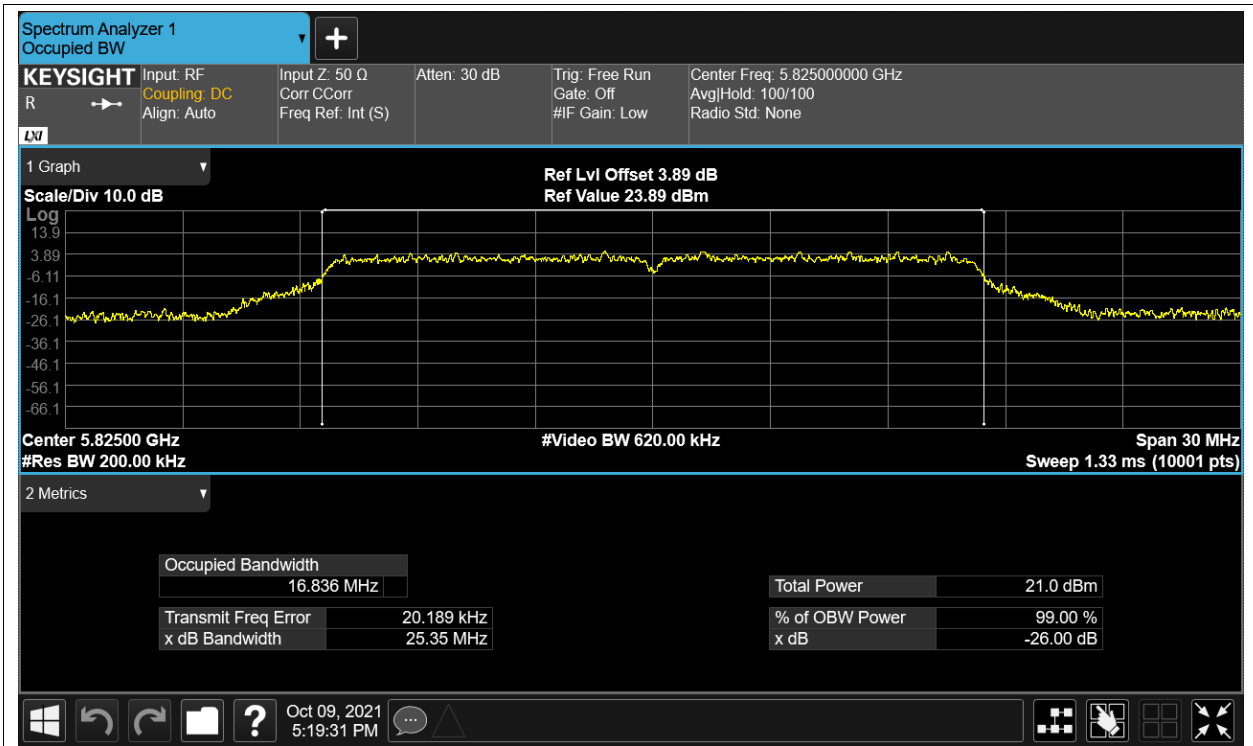 Spectrum Analyzer 1
Occupied BW
KEYSIGHT
R
LXI
Input: RF
Coupling: DC
Align: Auto
Input Z: 50 Ω
Corr CCorr
Freq Ref: Int (S)
Atten: 30 dB
Trig: Free Run
Gate: Off
#IF Gain: Low
Center Freq: 5.825000000 GHz
Avg|Hold: 100/100
Radio Std: None
1 Graph
Scale/Div 10.0 dB
Ref Lvl Offset 3.89 dB
Ref Value 23.89 dBm
Log
13.9
3.89
-6.11
-16.1
-26.1
-36.1
-46.1
-56.1
-66.1
Center 5.82500 GHz
#Video BW 620.00 kHz
Span 30 MHz
#Res BW 200.00 kHz
Sweep 1.33 ms (10001 pts)
2 Metrics
Occupied Bandwidth
16.836 MHz
Total Power 21.0 dBm
Transmit Freq Error 20.189 kHz
% of OBW Power 99.00 %
x dB Bandwidth 25.35 MHz
x dB -26.00 dB
?
Oct 09, 2021
5:19:31 PM